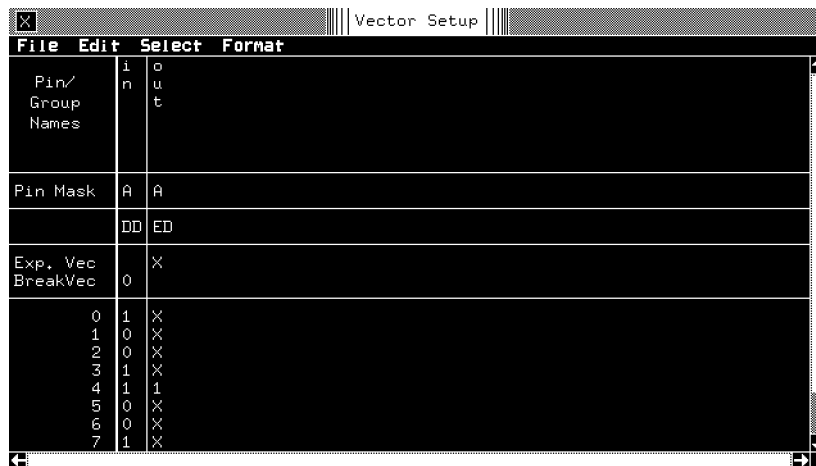 X Vector Setup
File Edit Select Format
Pin/
Group
Names
i
n
o
u
t
Pin Mask A A
DD ED
Exp. Vec X
BreakVec 0
0 1 X
1 0 X
2 0 X
3 1 X
4 1 1
5 0 X
6 0 X
7 1 X